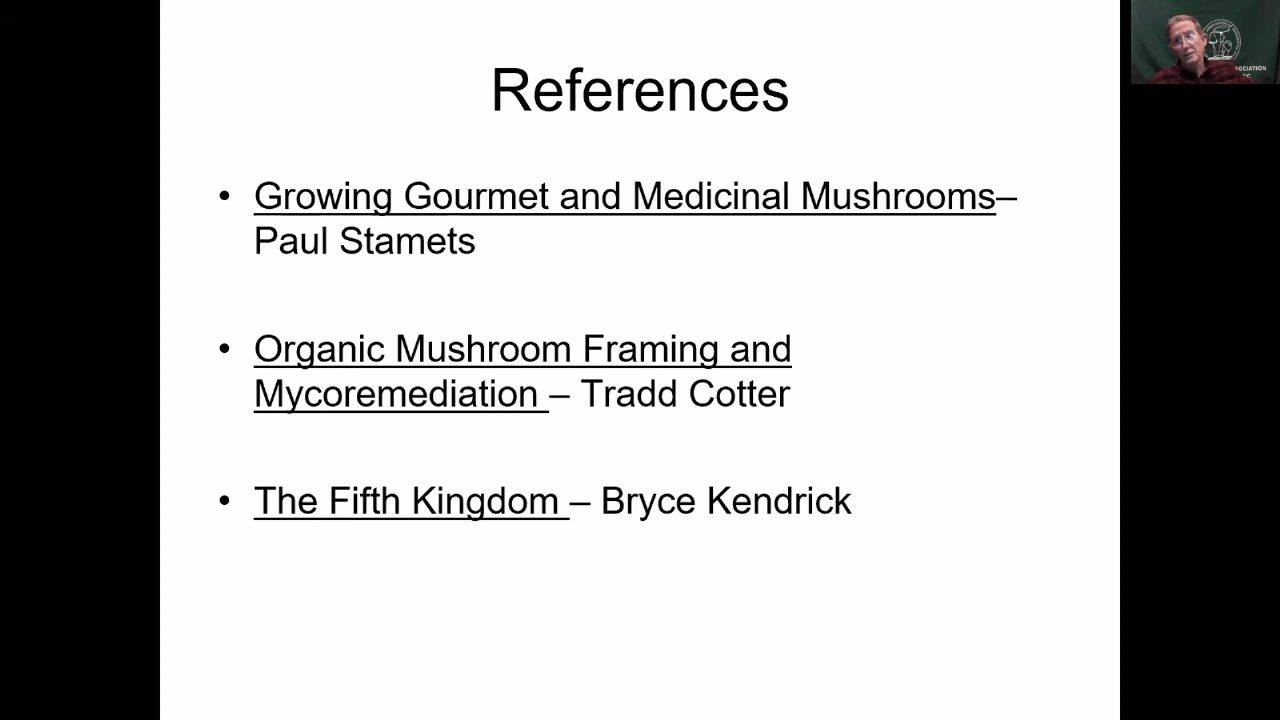 References
• Growing Gourmet and Medicinal Mushrooms–
Paul Stamets
• Organic Mushroom Framing and
Mycoremediation – Tradd Cotter
• The Fifth Kingdom – Bryce Kendrick